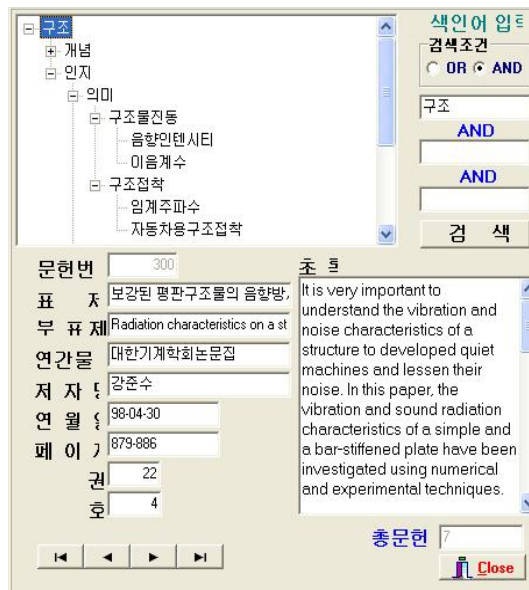 구조
개념
인지
의미
구조물진동
음향인텐시티
이음계수
구조접착
임계주파수
자동차용구조접착
색인어
검색조건
OR AND
구조
AND
AND
검 색
문헌번 300
표
보강된 평판구조물의 음향방,
부 표제 Radiation characteristics on a st
연간물 대한기계학회논문집
저 자 강준수
연 월 98-04-30
페 이 879-886
권 22
호 4
초
It is very important to
understand the vibration and
noise characteristics of a
structure to developed quiet
machines and lessen their
noise. In this paper, the
vibration and sound radiation
characteristics of a simple and
a bar-stiffened plate have been
investigated using numerical
and experimental techniques.
총문헌 7
Close